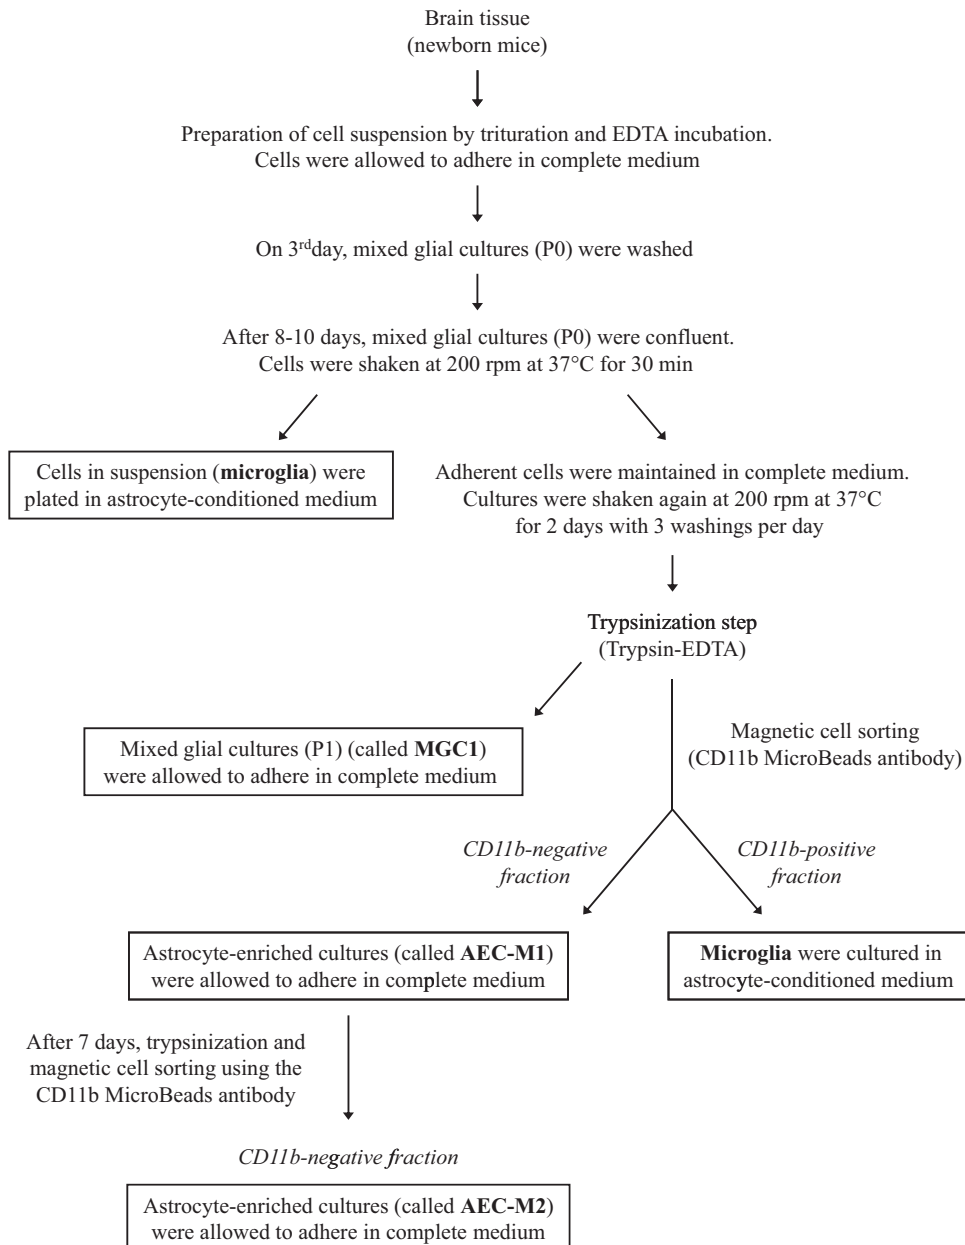 Brain tissue
(newborn mice)
Preparation of cell suspension by trituration and EDTA incubation.
Cells were allowed to adhere in complete medium
On 3rdday, mixed glial cultures (P0) were washed
After 8-10 days, mixed glial cultures (P0) were confluent.
Cells were shaken at 200 rpm at 37°C for 30 min
Cells in suspension (microglia) were
plated in astrocyte-conditioned medium
Adherent cells were maintained in complete medium.
Cultures were shaken again at 200 rpm at 37°C
for 2 days with 3 washings per day
Trypsinization step
(Trypsin-EDTA)
Mixed glial cultures (P1) (called MGC1)
were allowed to adhere in complete medium
Magnetic cell sorting
(CD11b MicroBeads antibody)
CD11b-negative
fraction
CD11b-positive
fraction
Astrocyte-enriched cultures (called AEC-M1)
were allowed to adhere in complete medium
Microglia were cultured in
astrocyte-conditioned medium
After 7 days, trypsinization and
magnetic cell sorting using the
CD11b MicroBeads antibody
CD11b-negative fraction
Astrocyte-enriched cultures (called AEC-M2)
were allowed to adhere in complete medium